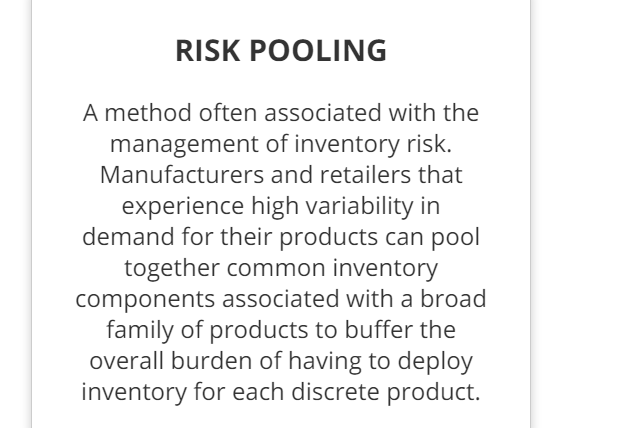 RISK POOLING
A method often associated with the
management of inventory risk.
Manufacturers and retailers that
experience high variability in
demand for their products can pool
together common inventory
components associated with a broad
family of products to buffer the
overall burden of having to deploy
inventory for each discrete product.